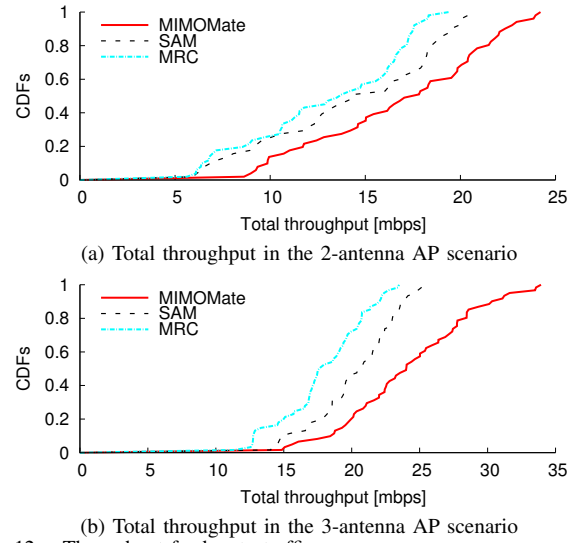 1
0.8
0.6
0.4
0.2
0
CDFs
MIMOMate
SAM
MRC
0 5 10 15 20 25
Total throughput [mbps]
(a) Total throughput in the 2-antenna AP scenario
1
0.8
0.6
0.4
0.2
0
CDFs
MIMOMate
SAM
MRC
0 5 10 15 20 25 30 35
Total throughput [mbps]
(b) Total throughput in the 3-antenna AP scenario